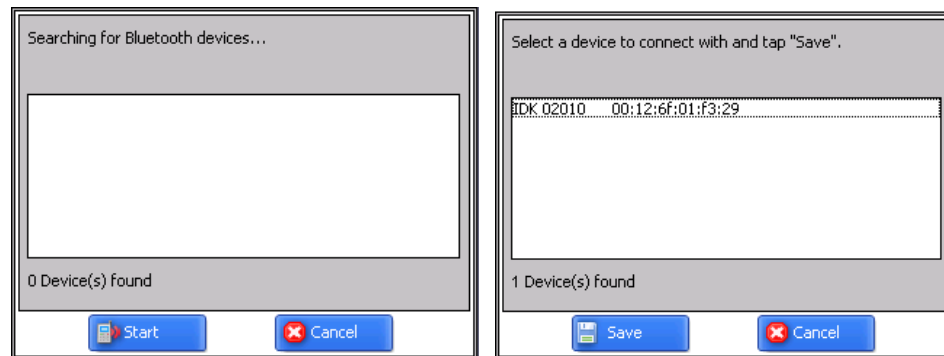 Searching for Bluetooth devices...
0 Device(s) found
Start
Cancel
Select a device to connect with and tap "Save".
IDK 02010 00:12:6f:01:f3:29
1 Device(s) found
Save
Cancel